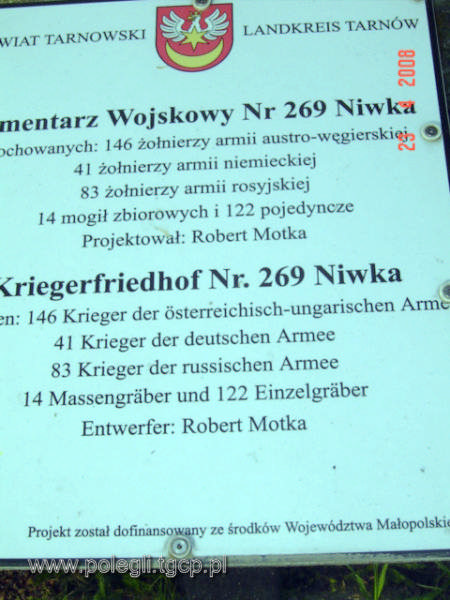 WIAT TARNOWSKI LANDKREIS TARNÓW
mentarz Wojskowy Nr 269 Niwka
ochowanych: 146 żołnierzy armii austro-węgierskiej
41 żołnierzy armii niemieckiej
83 żołnierzy armii rosyjskiej
14 mogił zbiorowych i 122 pojedyncze
Projektował: Robert Motka
Kriegerfriedhof Nr. 269 Niwka
en: 146 Krieger der österreichisch-ungarischen Arme
41 Krieger der deutschen Armee
83 Krieger der russischen Armee
14 Massengräber und 122 Einzelgräber
Entwerfer: Robert Motka
Projekt został dofinansowany ze środków Województwa Małopolskie
www.polegli.tgcp.pl
23 4 2008